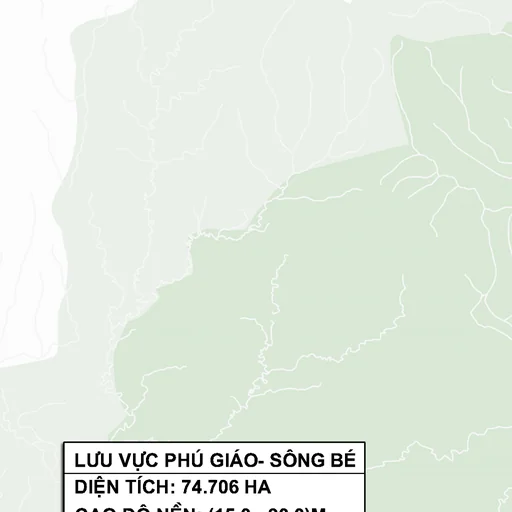 LƯU VỰC PHÚ GIÁO- SÔNG BÉ
DIỆN TÍCH: 74.706 HA